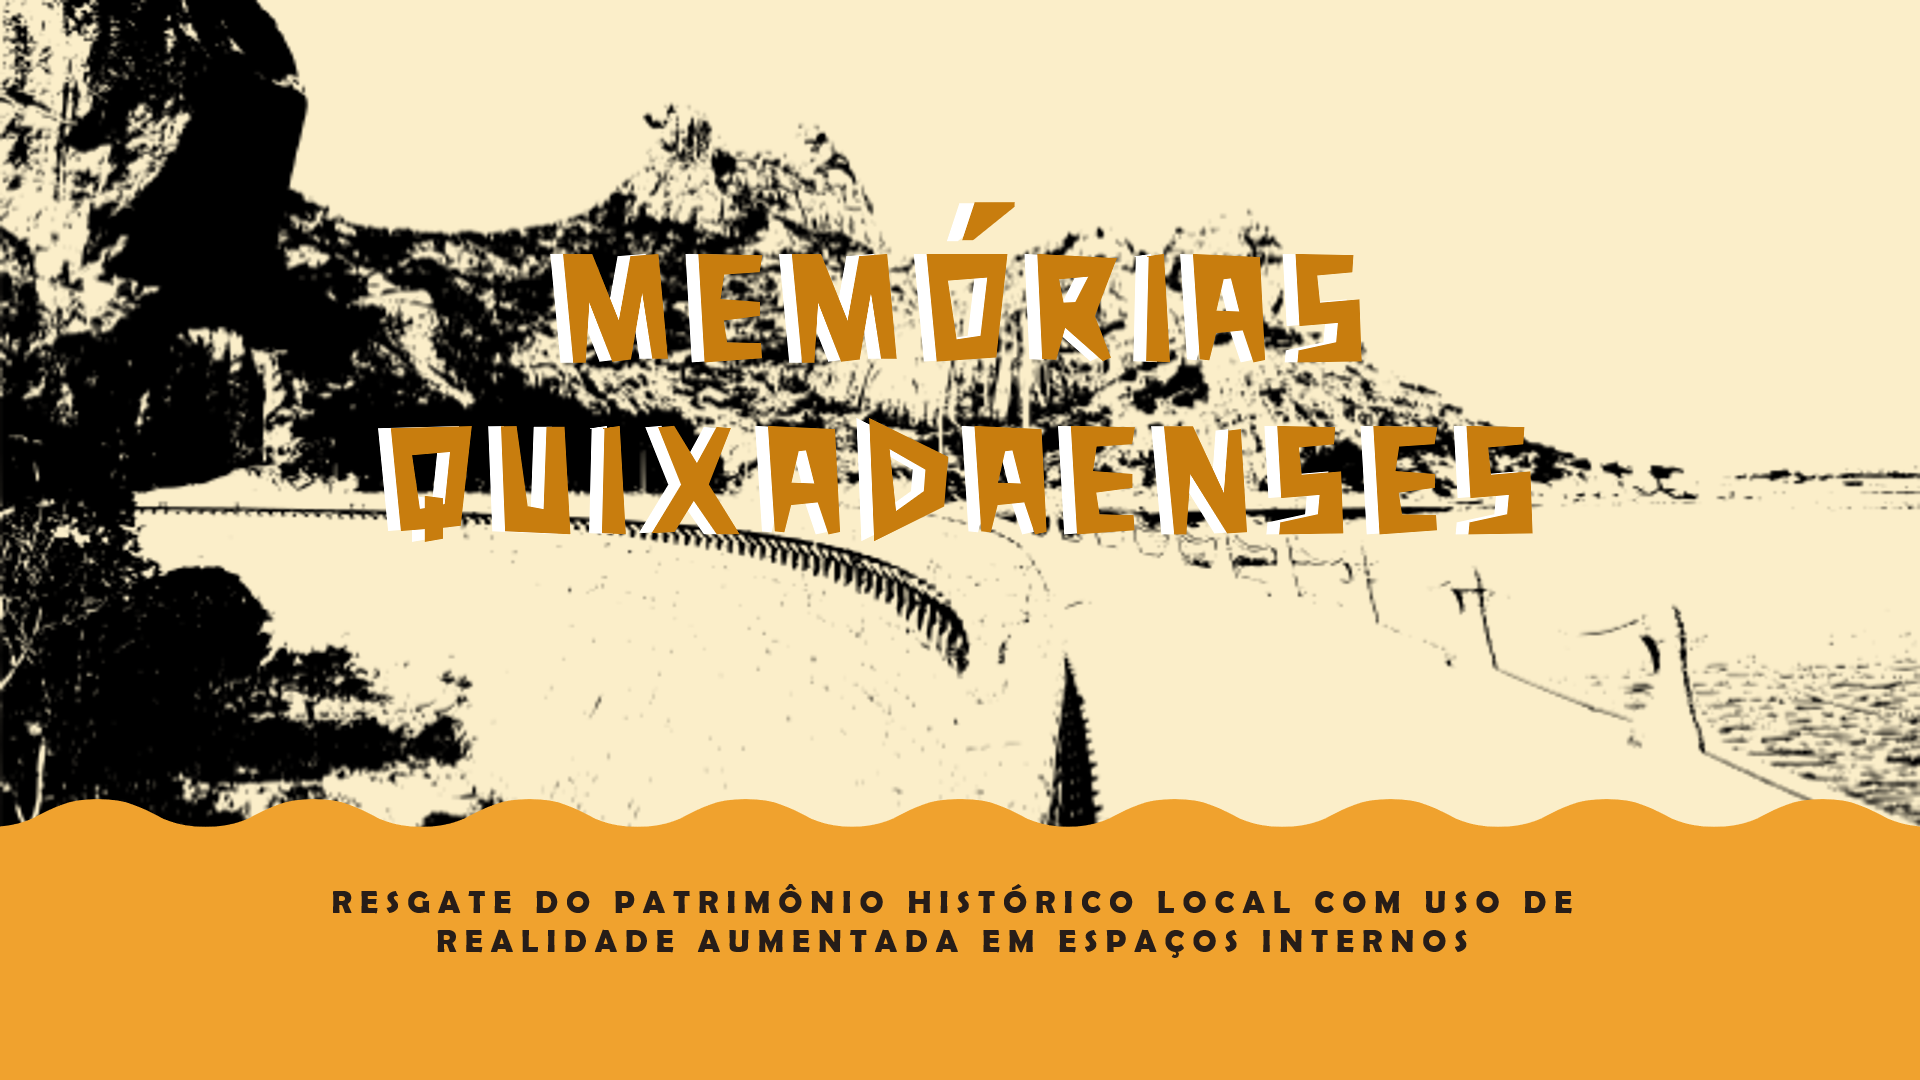 MEMÓRIAS
QUIXADAENSES
RESGATE DO PATRIMÔNIO HISTÓRICO LOCAL COM USO DE
REALIDADE AUMENTADA EM ESPAÇOS INTERNOS